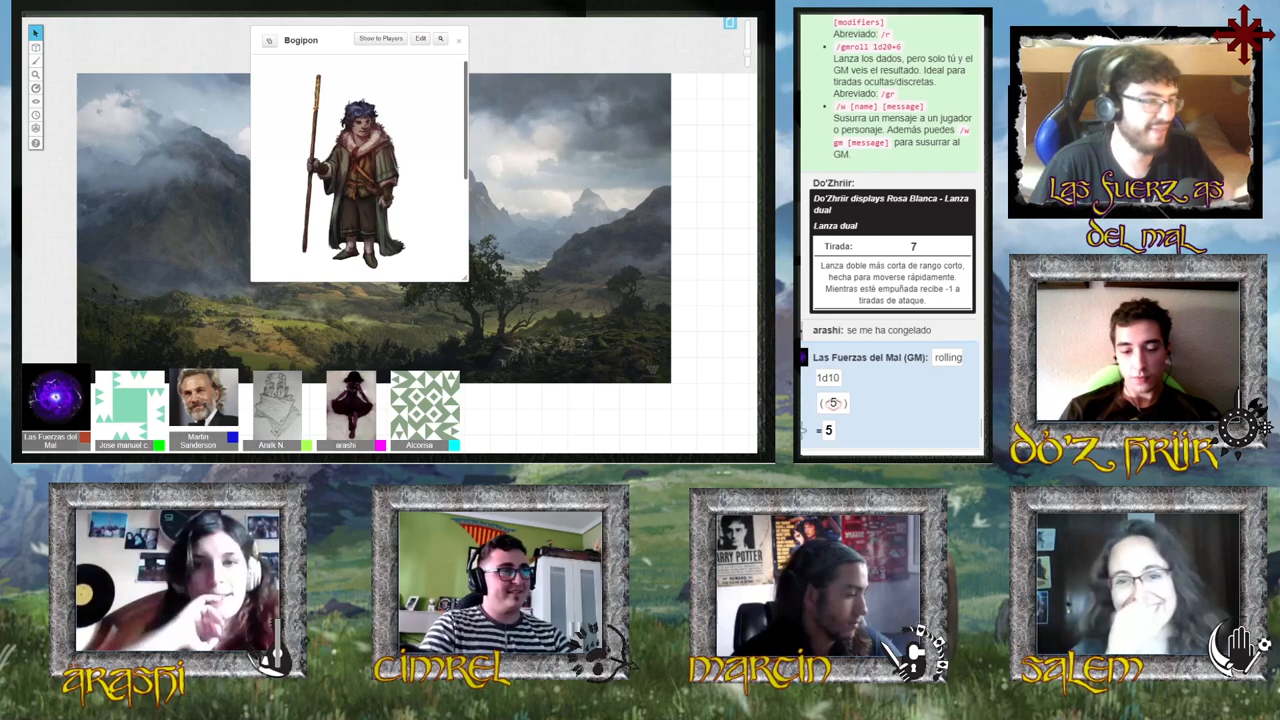 Bogipon
Show to Players
Edit
Las Fuerzas del
Mal
Jose manuel c.
Martin
Sanderson
Aralk N.
arashi
Alconsa
[modifiers]
Abreviado: /r
/gmroll 1d20+6
Lanza los dados, pero solo tú y el
GM veis el resultado. Ideal para
tiradas ocultas/discretas.
Abreviado: /gr
/w [name] [message]
Susurra un mensaje a un jugador
o personaje. Además puedes /w
gm [message] para susurrar al
GM.
Do'Zhriir:
Do'Zhriir displays Rosa Blanca - Lanza
dual
Lanza dual
Tirada: 7
Lanza doble más corta de rango corto,
hecha para moverse rápidamente.
Mientras esté empuñada recibe -1 a
tiradas de ataque.
arashi: se me ha congelado
Las Fuerzas del Mal (GM): rolling
1d10
(5)
=5
Las Fuerzas
del Mal
Do'Zhriir
Arashi
Cimrel
Martin
HARRY POTTER
Salem